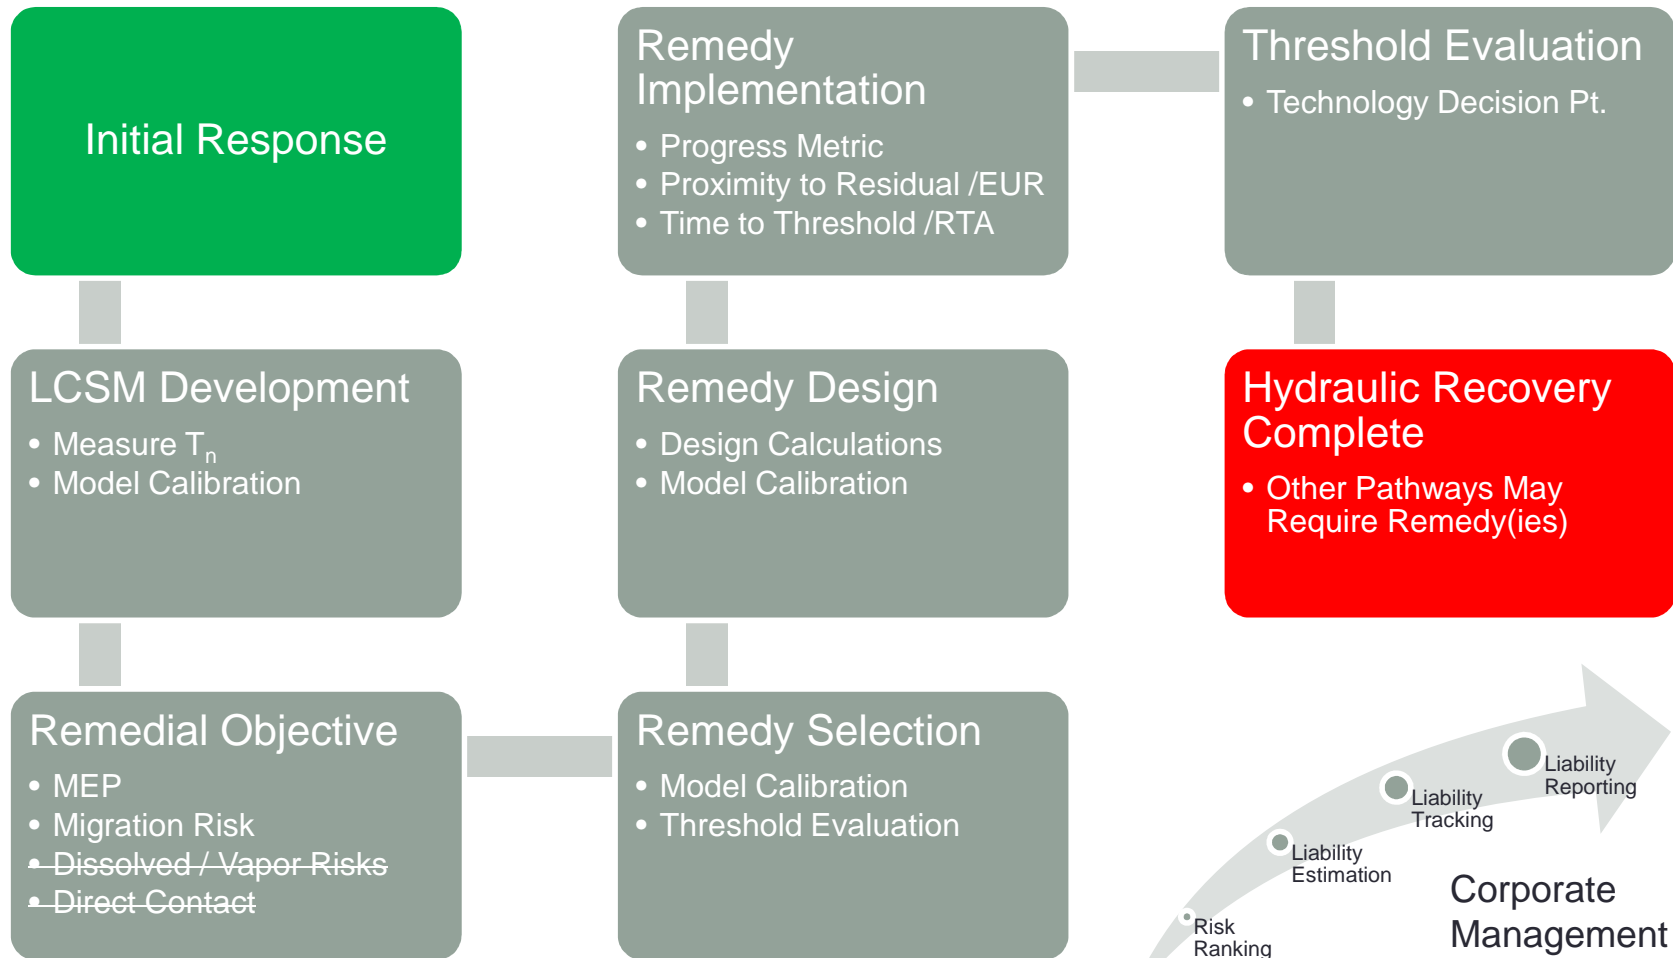 Initial Response
LCSM Development
• Measure Tn
• Model Calibration
Remedial Objective
• MEP
• Migration Risk
• Dissolved / Vapor Risks
• Direct Contact
Remedy Selection
• Model Calibration
• Threshold Evaluation
Remedy Design
• Design Calculations
• Model Calibration
Remedy
Implementation
• Progress Metric
• Proximity to Residual /EUR
• Time to Threshold /RTA
Threshold Evaluation
• Technology Decision Pt.
Hydraulic Recovery
Complete
• Other Pathways May
Require Remedy(ies)
Risk
Ranking
Liability
Estimation
Liability
Tracking
Liability
Reporting
Corporate
Management